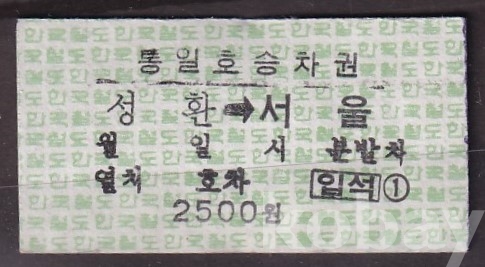 통일호승차권
성 환→서 울
월 일 시 분발차
열차 호차 일석 ①
2500원